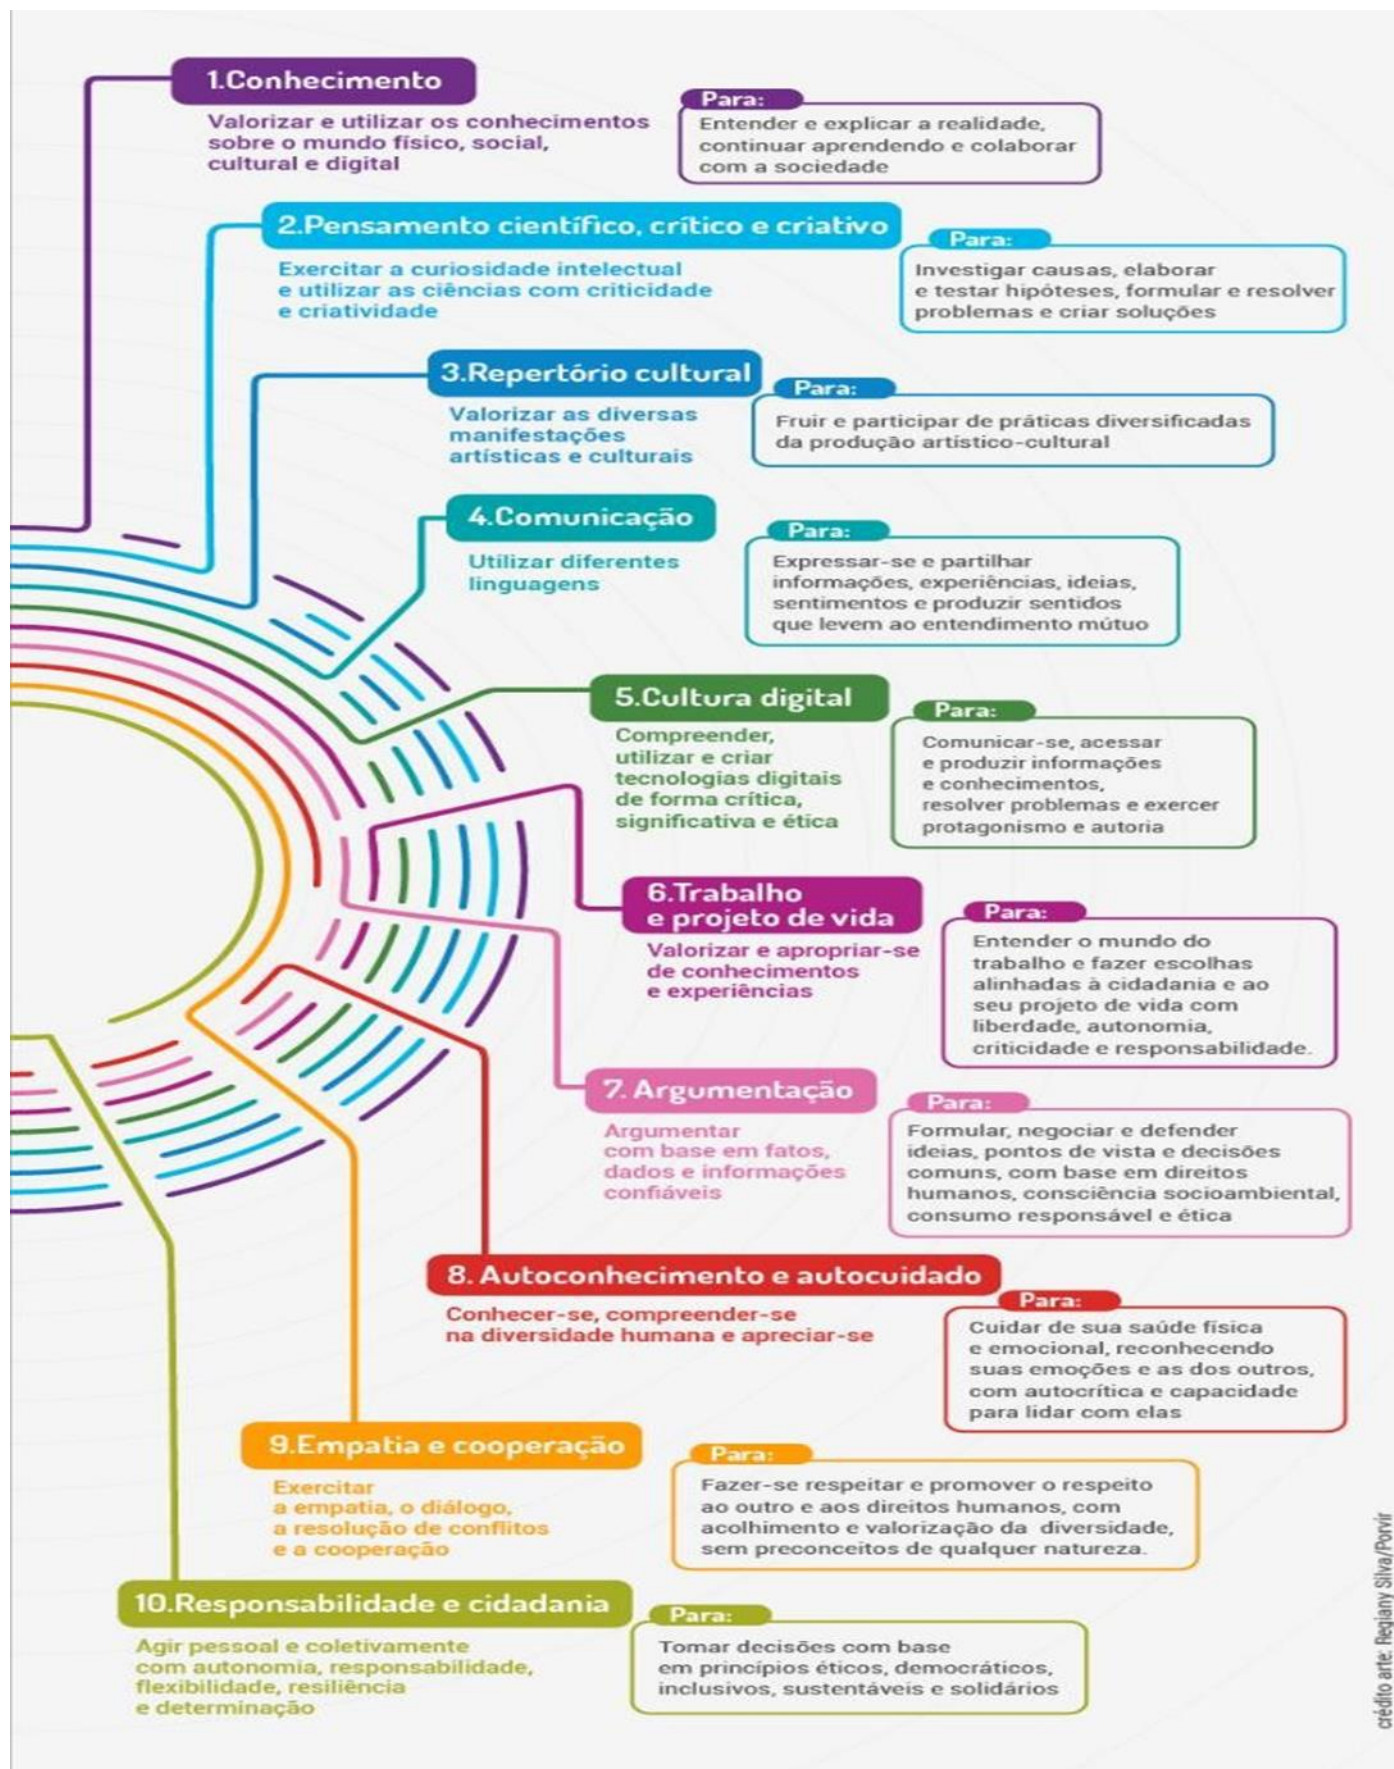 1.Conhecimento
Valorizar e utilizar os conhecimentos
sobre o mundo físico, social,
cultural e digital
Para:
Entender e explicar a realidade,
continuar aprendendo e colaborar
com a sociedade
2.Pensamento científico, crítico e criativo
Exercitar a curiosidade intelectual
e utilizar as ciências com criticidade
e criatividade
Para:
Investigar causas, elaborar
e testar hipóteses, formular e resolver
problemas e criar soluções
3.Repertório cultural
Valorizar as diversas
manifestações
artísticas e culturais
Para:
Fruir e participar de práticas diversificadas
da produção artístico-cultural
4.Comunicação
Utilizar diferentes
linguagens
Para:
Expressar-se e partilhar
informações, experiências, ideias,
sentimentos e produzir sentidos
que levem ao entendimento mútuo
5.Cultura digital
Compreender,
utilizar e criar
tecnologias digitais
de forma crítica,
significativa e ética
Para:
Comunicar-se, acessar
e produzir informações
e conhecimentos,
resolver problemas e exercer
protagonismo e autoria
6.Trabalho
e projeto de vida
Valorizar e apropriar-se
de conhecimentos
e experiências
Para:
Entender o mundo do
trabalho e fazer escolhas
alinhadas à cidadania e ao
seu projeto de vida com
liberdade, autonomia,
criticidade e responsabilidade.
7. Argumentação
Argumentar
com base em fatos,
dados e informações
confiáveis
Para:
Formular, negociar e defender
ideias, pontos de vista e decisões
comuns, com base em direitos
humanos, consciência socioambiental,
consumo responsável e ética
8. Autoconhecimento e autocuidado
Conhecer-se, compreender-se
na diversidade humana e apreciar-se
Para:
Cuidar de sua saúde física
e emocional, reconhecendo
suas emoções e as dos outros,
com autocrítica e capacidade
para lidar com elas
9.Empatia e cooperação
Exercitar
a empatia, o diálogo,
a resolução de conflitos
e a cooperação
Para:
Fazer-se respeitar e promover o respeito
ao outro e aos direitos humanos, com
acolhimento e valorização da diversidade,
sem preconceitos de qualquer natureza.
10.Responsabilidade e cidadania
Agir pessoal e coletivamente
com autonomia, responsabilidade,
flexibilidade, resiliência
e determinação
Para:
Tomar decisões com base
em princípios éticos, democráticos,
inclusivos, sustentáveis e solidários
crédito arte: Regiany Silva/Porvir